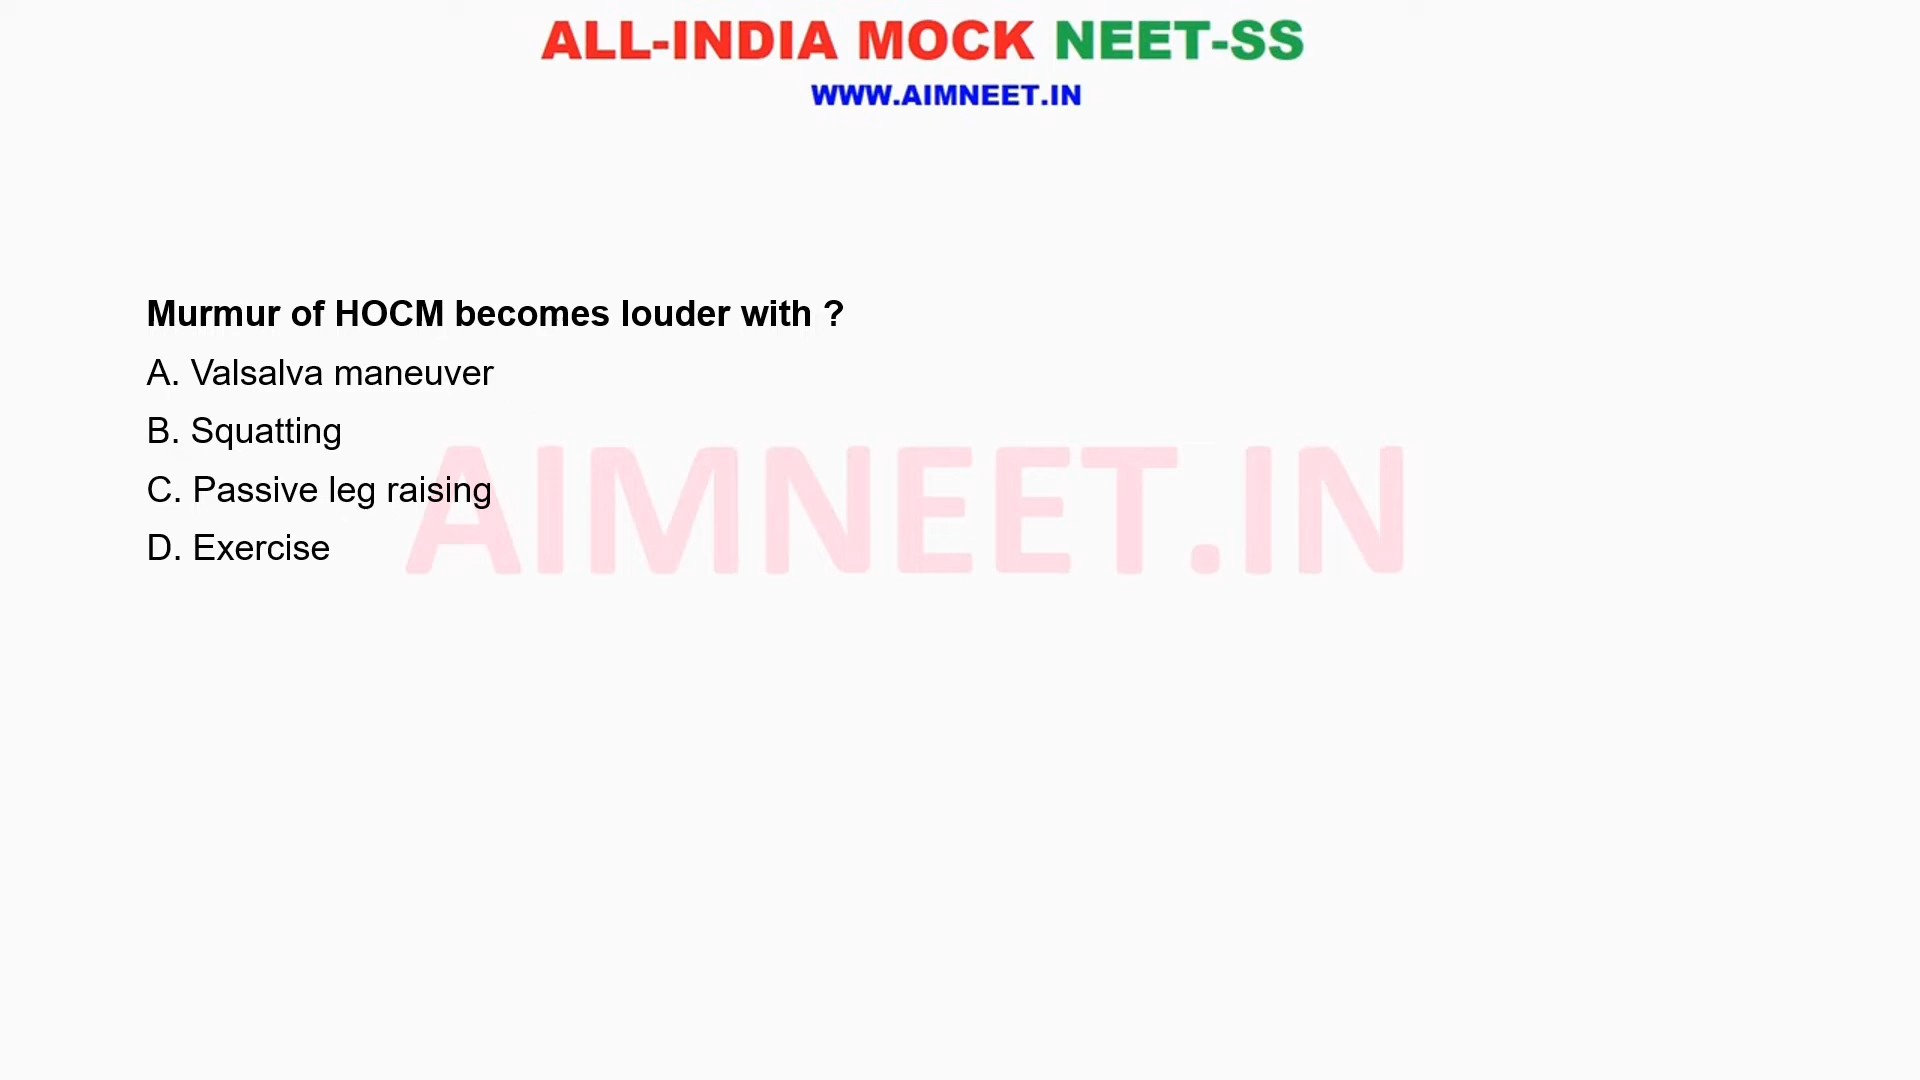 ALL-INDIA MOCK NEET-SS
WWW.AIMNEET.IN
Murmur of HOCM becomes louder with ?
A. Valsalva maneuver
B. Squatting
C. Passive leg raising
D. Exercise
AIMNEET.IN